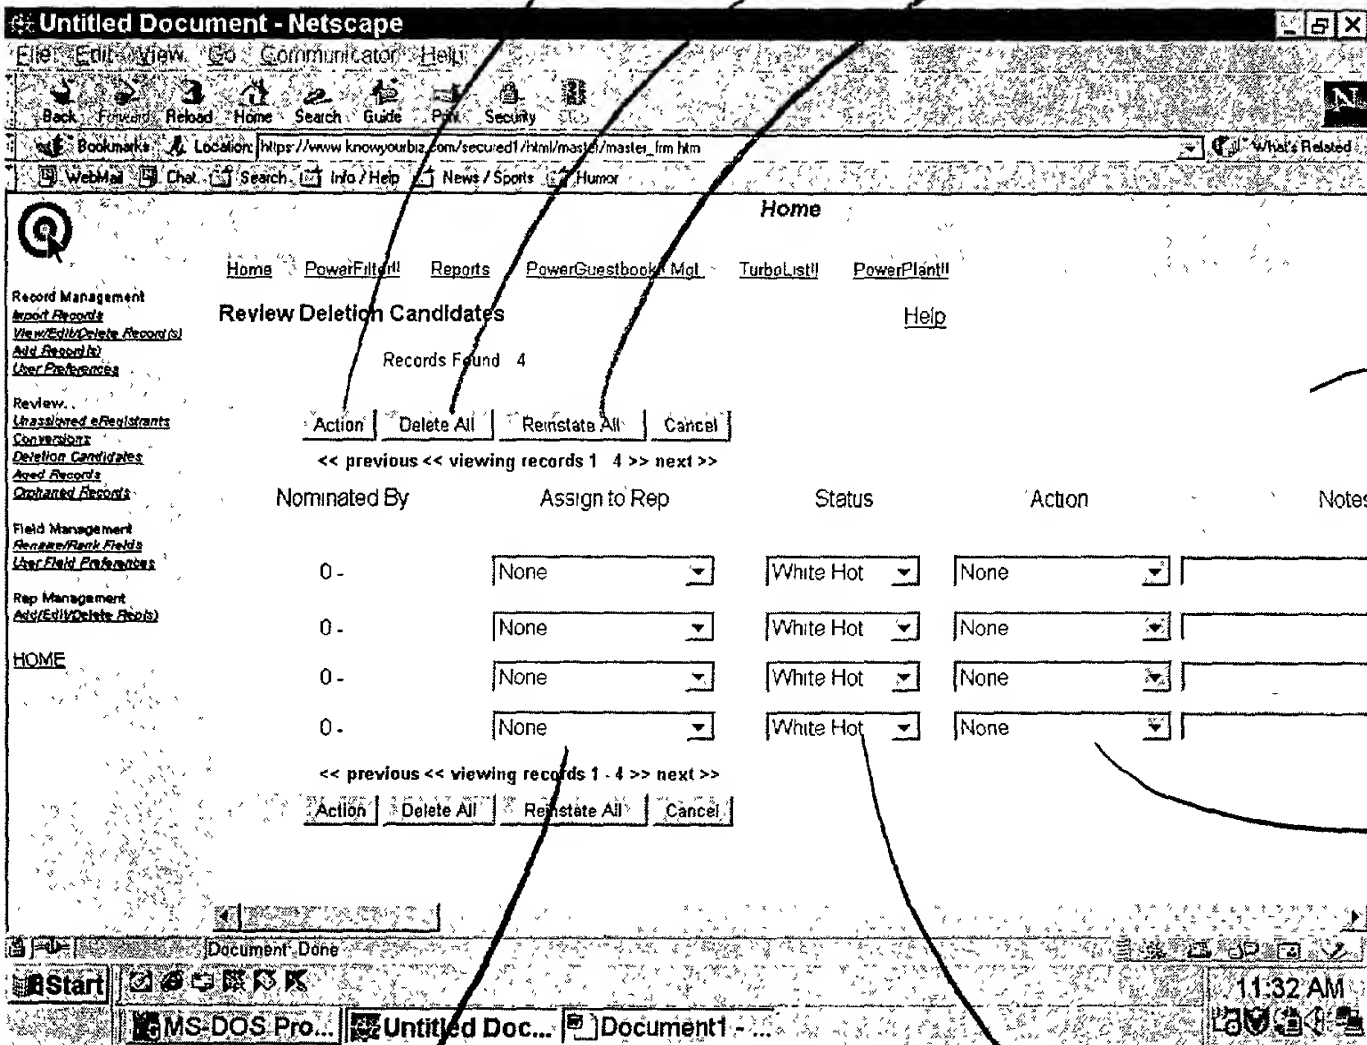 Untitled Document - Netscape
File Edit View Go Communicator Help
Back Forward Reload Home Search Guide Print Security Stop
Bookmarks Location: https://www.knowyourbiz.com/secured1/html/master/master_frm htm What's Related
WebMail Chat Search Info / Help News / Sports Humor
Home
Home PowerFilter!! Reports PowerGuestbook Mgt. TurboList!! PowerPlant!!
Record Management
Import Records
View/Edit/Delete Record(s)
Add Record(s)
User Preferences
Review..
Unassigned eRegistrants
Conversions
Deletion Candidates
Aged Records
Orphaned Records
Field Management
Rename/Rank Fields
User Field Preferences
Rep Management
Add/Edit/Delete Rep(s)
HOME
Review Deletion Candidates Help
Records Found 4
Action Delete All Reinstate All Cancel
<< previous << viewing records 1 4 >> next >>
Nominated By Assign to Rep Status Action Notes
0 - None White Hot None
0 - None White Hot None
0 - None White Hot None
0 - None White Hot None
<< previous << viewing records 1 - 4 >> next >>
Action Delete All Reinstate All Cancel
Document: Done
Start 11:32 AM
MS-DOS Pro... Untitled Doc... Document1 - ...